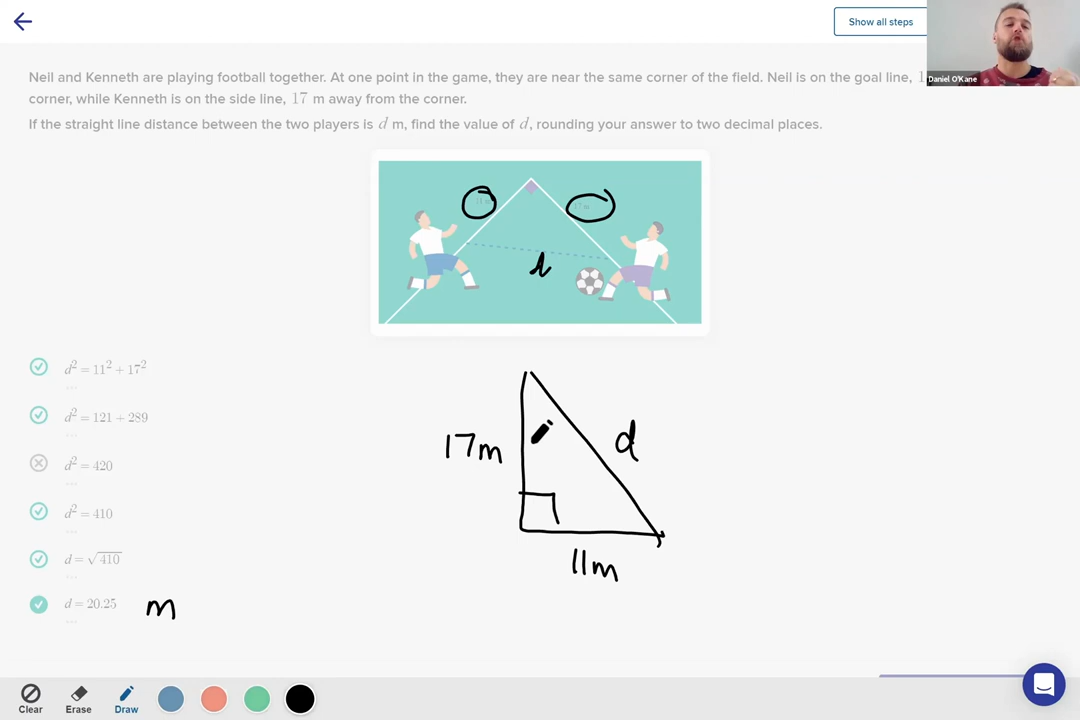 Show all steps
Neil and Kenneth are playing football together. At one point in the game, they are near the same corner of the field. Neil is on the goal line, 1
Daniel O'Kane
corner, while Kenneth is on the side line, 17 m away from the corner.
If the straight line distance between the two players is d m, find the value of d, rounding your answer to two decimal places.
11 m
17 m
d
d² = 11² + 17²
...
d² = 121 + 289
...
d² = 420
...
d² = 410
...
d = √410
...
d = 20.25 m
...
17m
d
11m
Clear
Erase
Draw